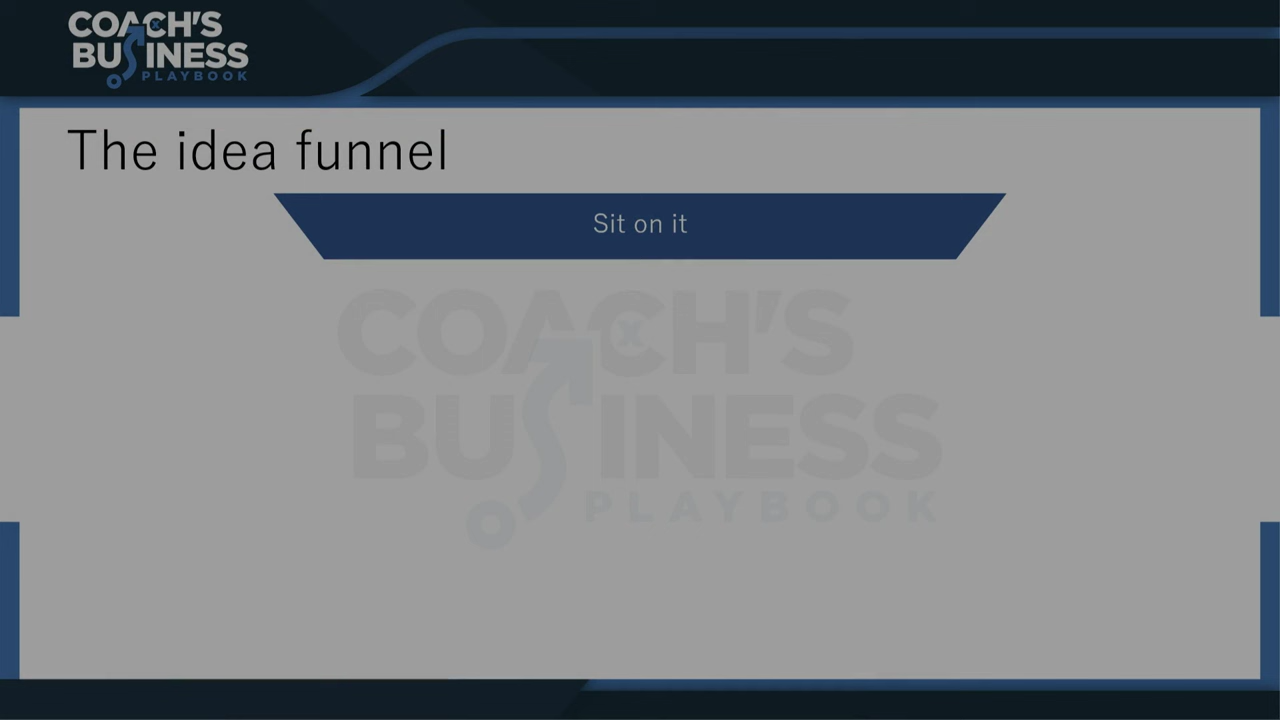 COACH'S
BUSINESS
PLAYBOOK
The idea funnel
Sit on it
COACH'S
BUSINESS
PLAYBOOK